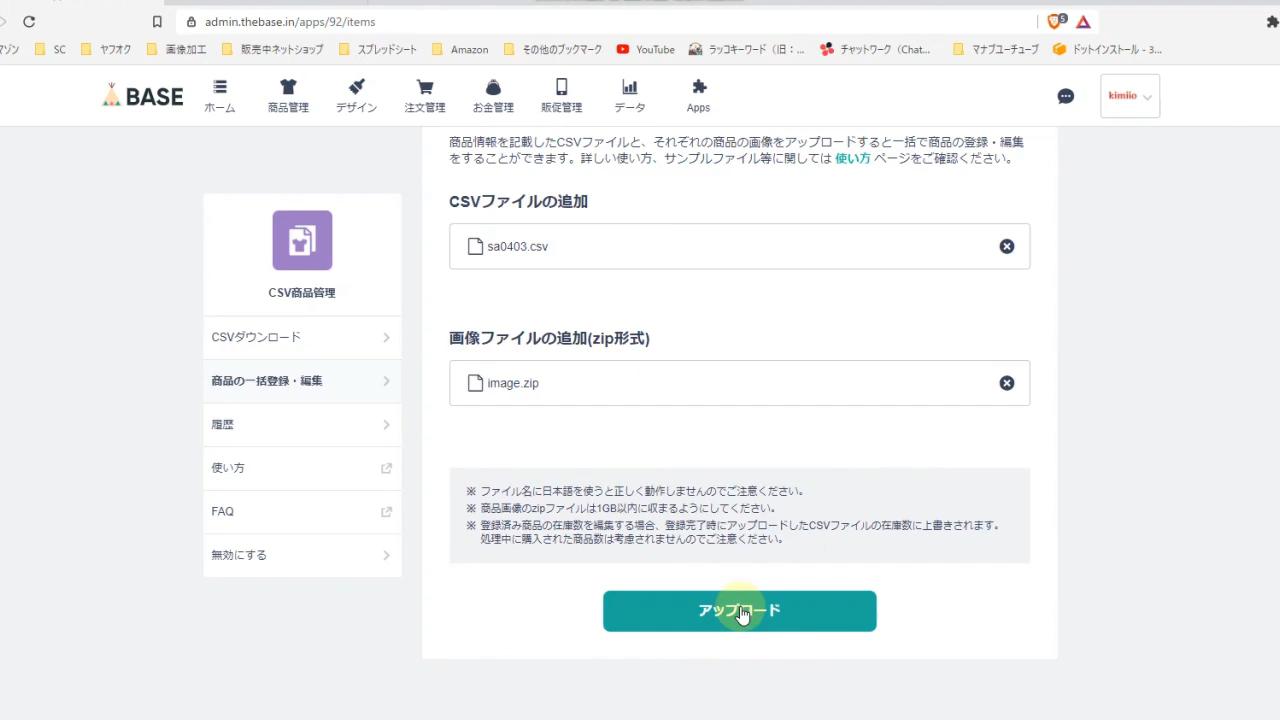 admin.thebase.in/apps/92/items
5
マゾン
SC
ヤフオク
画像加工
販売中ネットショップ
スプレッドシート
Amazon
その他のブックマーク
YouTube
ラッコキーワード（旧：...
チャットワーク（Chat...
マナブユーチューブ
ドットインストール - 3...
BASE
ホーム
商品管理
デザイン
注文管理
お金管理
販促管理
データ
Apps
kimiio
商品情報を記載したCSVファイルと、それぞれの商品の画像をアップロードすると一括で商品の登録・編集
をすることができます。詳しい使い方、サンプルファイル等に関しては 使い方 ページをご確認ください。
CSV商品管理
CSVダウンロード
商品の一括登録・編集
履歴
使い方
FAQ
無効にする
CSVファイルの追加
sa0403.csv
画像ファイルの追加(zip形式)
image.zip
※ ファイル名に日本語を使うと正しく動作しませんのでご注意ください。
※ 商品画像のzipファイルは1GB以内に収まるようにしてください。
※ 登録済み商品の在庫数を編集する場合、登録完了時にアップロードしたCSVファイルの在庫数に上書きされます。
処理中に購入された商品数は考慮されませんのでご注意ください。
アップロード